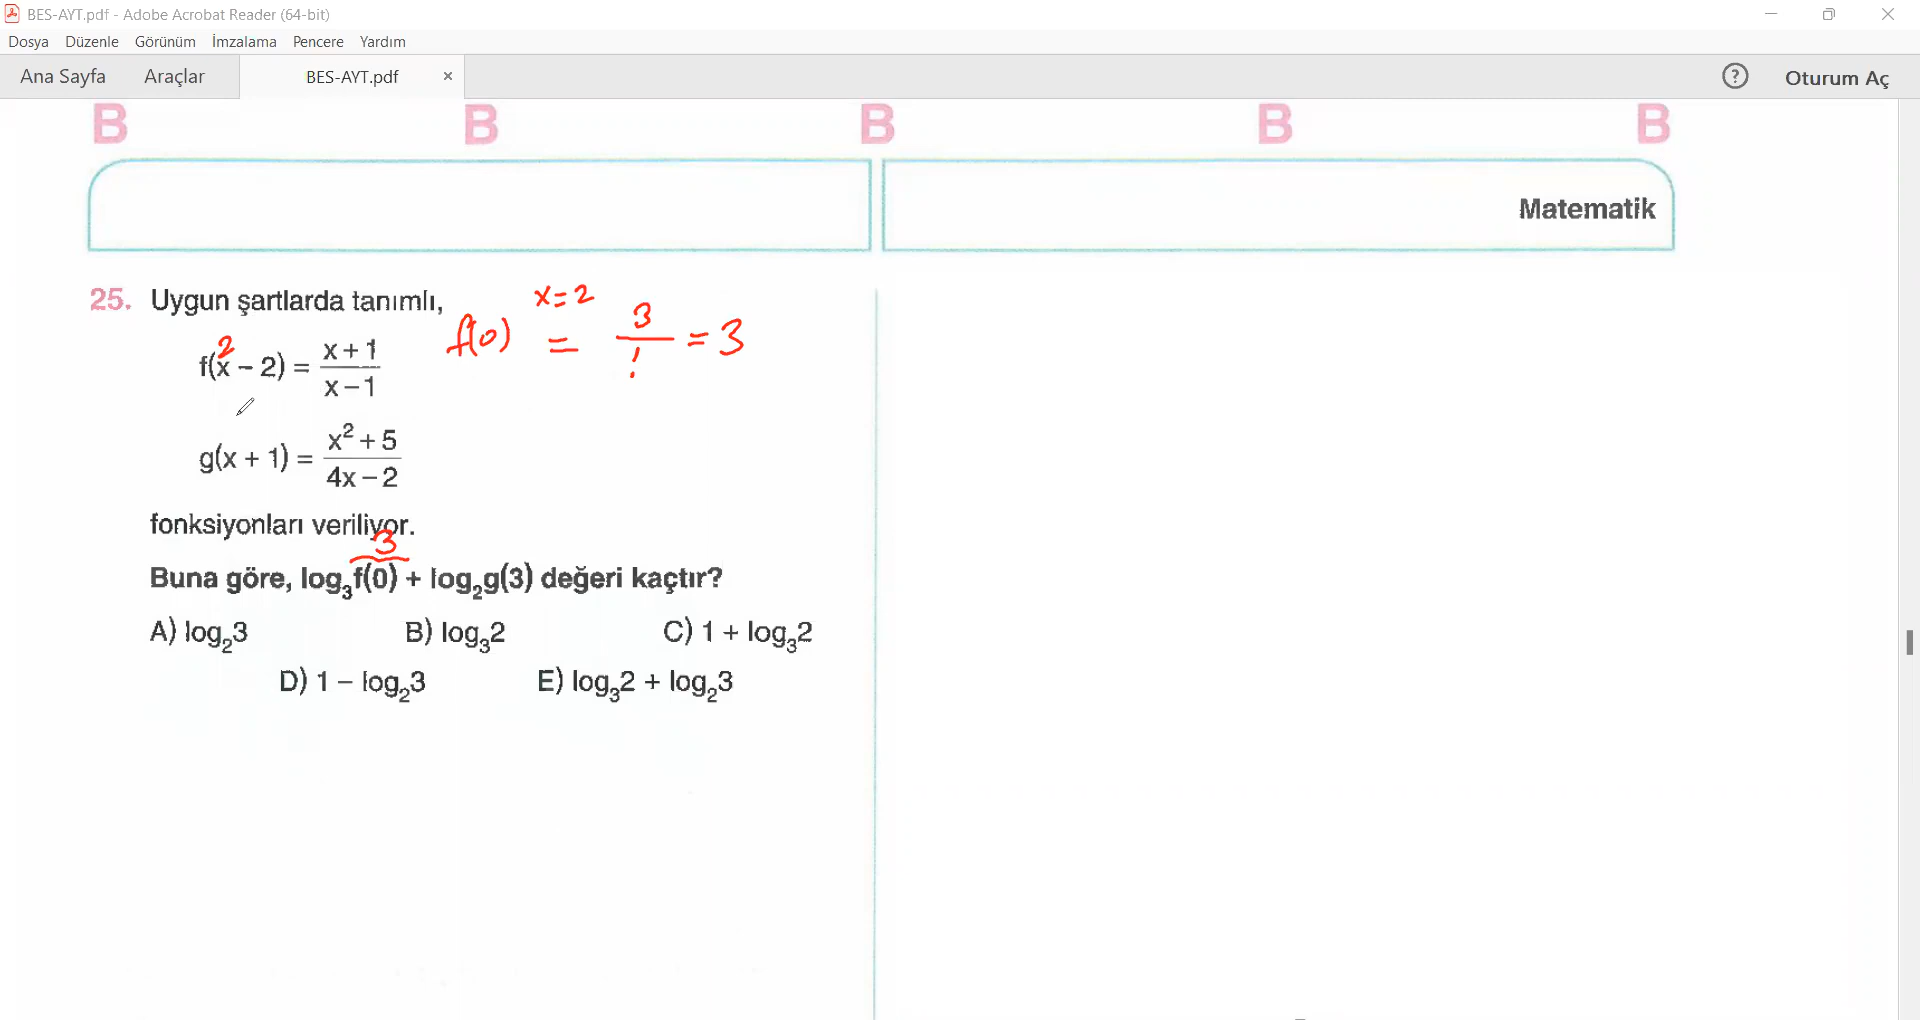 BES-AYT.pdf - Adobe Acrobat Reader (64-bit)
Dosya Düzenle Görünüm İmzalama Pencere Yardım
Ana Sayfa Araçlar BES-AYT.pdf × ? Oturum Aç
B B B B B
Matematik
25. Uygun şartlarda tanımlı,
x=2
f(0) = 3/1 = 3
2
f(x – 2) = (x + 1)/(x – 1)
g(x + 1) = (x² + 5)/(4x – 2)
fonksiyonları veriliyor.
3
Buna göre, log₃f(0) + log₂g(3) değeri kaçtır?
A) log₂3 B) log₃2 C) 1 + log₃2
D) 1 – log₂3 E) log₃2 + log₂3